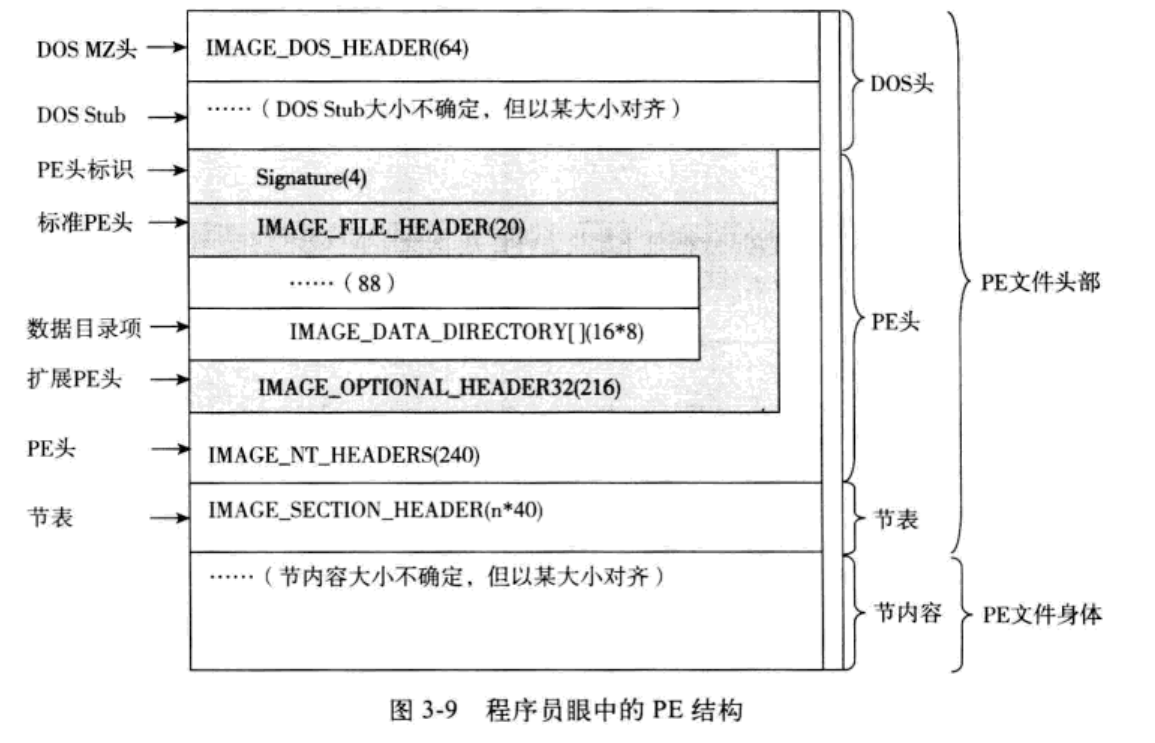 DOS MZ头
IMAGE_DOS_HEADER(64)
DOS头
DOS Stub
……（DOS Stub大小不确定，但以某大小对齐）
PE头标识
Signature(4)
标准PE头
IMAGE_FILE_HEADER(20)
……（88）
PE文件头部
数据目录项
IMAGE_DATA_DIRECTORY[ ](16*8)
PE头
扩展PE头
IMAGE_OPTIONAL_HEADER32(216)
PE头
IMAGE_NT_HEADERS(240)
节表
IMAGE_SECTION_HEADER(n*40)
节表
……（节内容大小不确定，但以某大小对齐）
节内容
PE文件身体
图 3-9 程序员眼中的 PE 结构